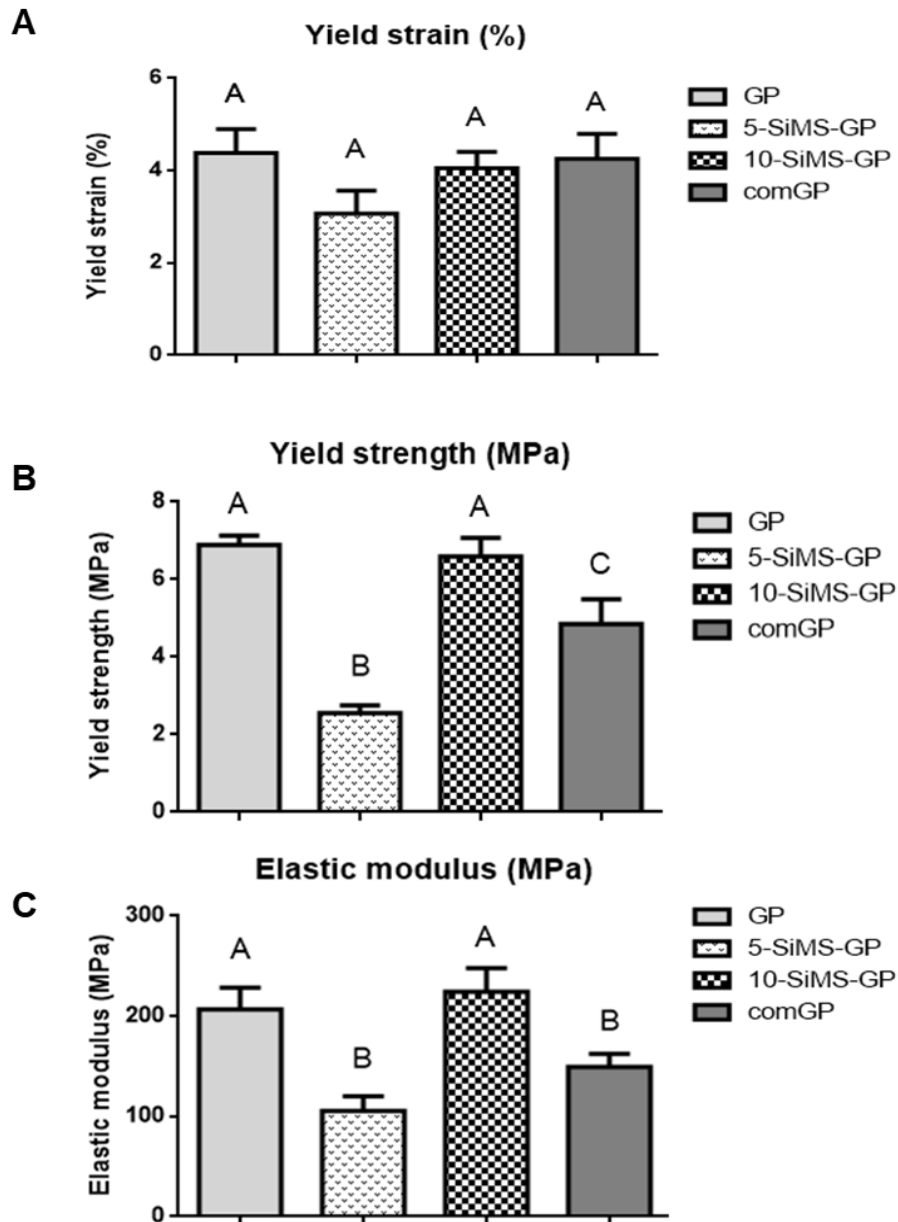 A
Yield strain (%)
Yield strain (%)
6
4
2
0
A
A
A
A
GP
5-SiMS-GP
10-SiMS-GP
comGP
B
Yield strength (MPa)
Yield strength (MPa)
8
6
4
2
0
A
B
A
C
GP
5-SiMS-GP
10-SiMS-GP
comGP
C
Elastic modulus (MPa)
Elastic modulus (MPa)
300
200
100
0
A
B
A
B
GP
5-SiMS-GP
10-SiMS-GP
comGP